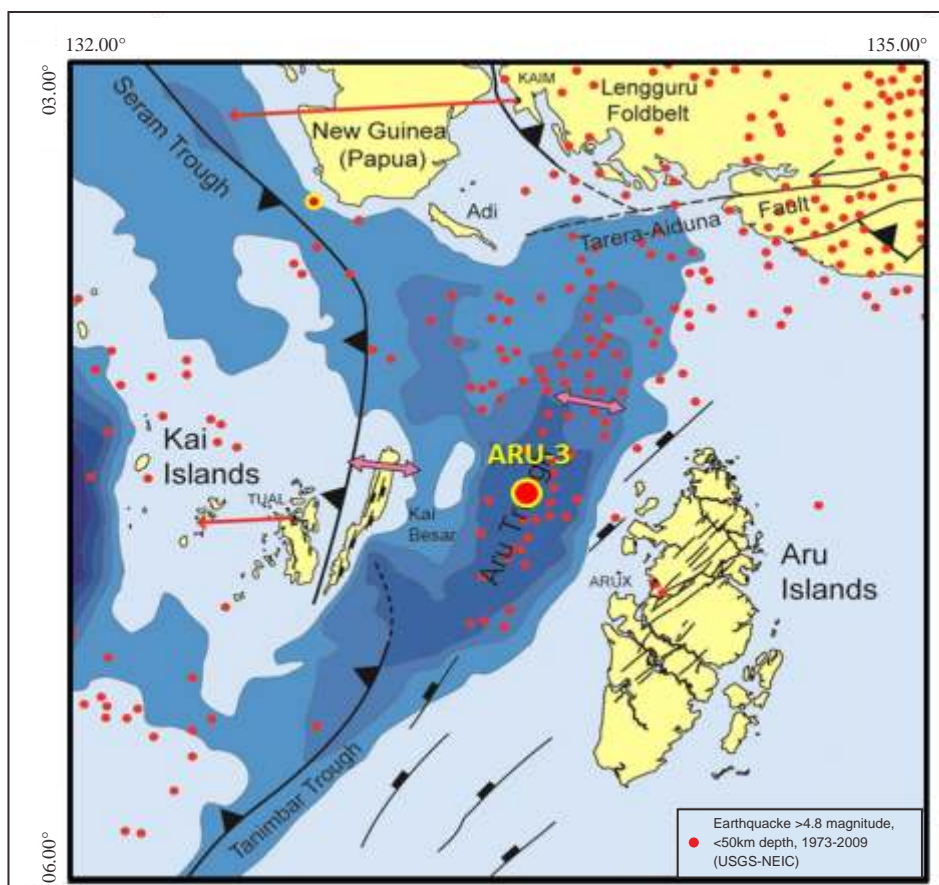 132.00°
135.00°
03.00°
06.00°
Seram Trough
KAIM
Lengguru
Foldbelt
New Guinea
(Papua)
Adi
Tarera-Aiduna
Fault
Kai
Islands
TUAL
Kai
Besar
ARU-3
Aru
ARUX
Aru
Islands
Tanimbar Trough
Earthquacke >4.8 magnitude,
<50km depth, 1973-2009
(USGS-NEIC)